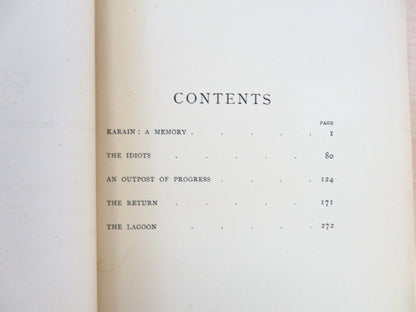 CONTENTS
PAGE
KARAIN: A MEMORY . . . . . 1
THE IDIOTS . . . . . 80
AN OUTPOST OF PROGRESS . . . . 124
THE RETURN . . . . . 171
THE LAGOON . . . . . 272